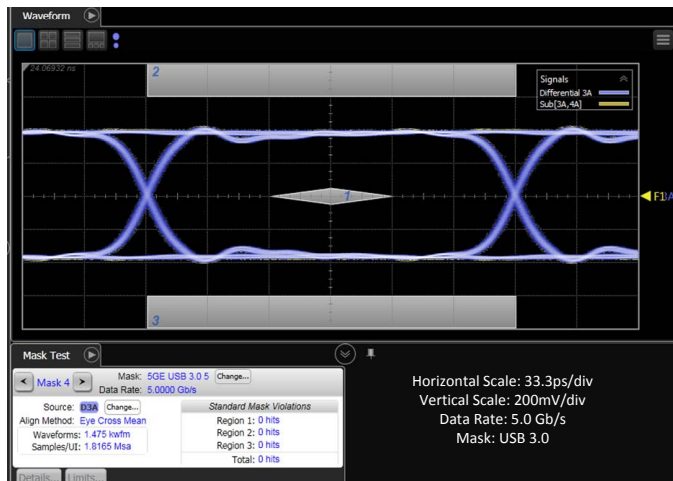 Waveform
24.06932 ns
2
Signals
Differential 3A
Sub[3A,4A]
1
F1
3
Mask Test
Mask 4
Mask: 5GE USB 3.0 5 Change...
Data Rate: 5.0000 Gb/s
Source: D3A Change...
Align Method: Eye Cross Mean
Waveforms: 1.475 kwfm
Samples/UI: 1.8165 Msa
Standard Mask Violations
Region 1: 0 hits
Region 2: 0 hits
Region 3: 0 hits
Total: 0 hits
Details... Limits...
Horizontal Scale: 33.3ps/div
Vertical Scale: 200mV/div
Data Rate: 5.0 Gb/s
Mask: USB 3.0